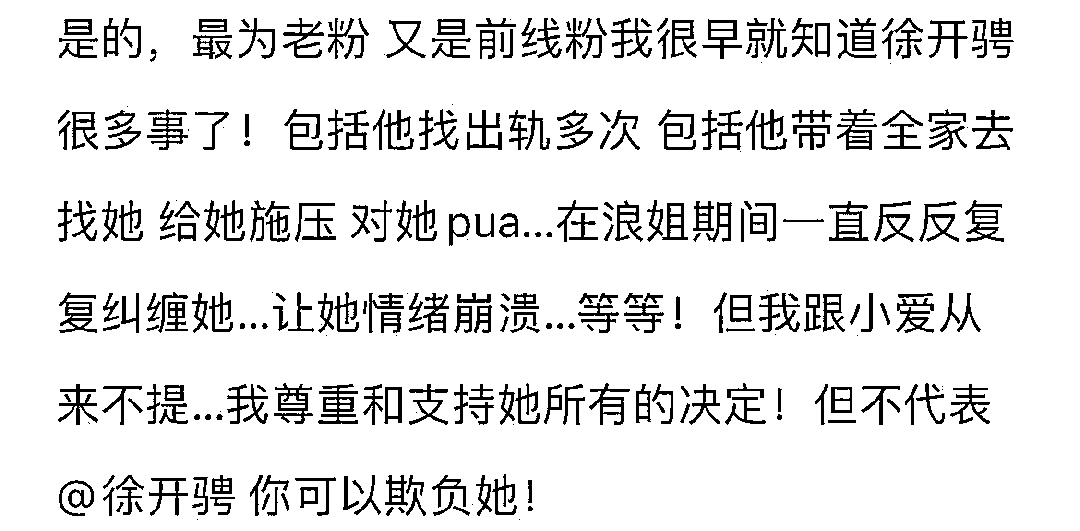 是的，最为老粉 又是前线粉我很早就知道徐开骋
很多事了！包括他找出轨多次 包括他带着全家去
找她 给她施压 对她pua...在浪姐期间一直反反复
复纠缠她...让她情绪崩溃...等等！但我跟小爱从
来不提...我尊重和支持她所有的决定！但不代表
@徐开骋 你可以欺负她！